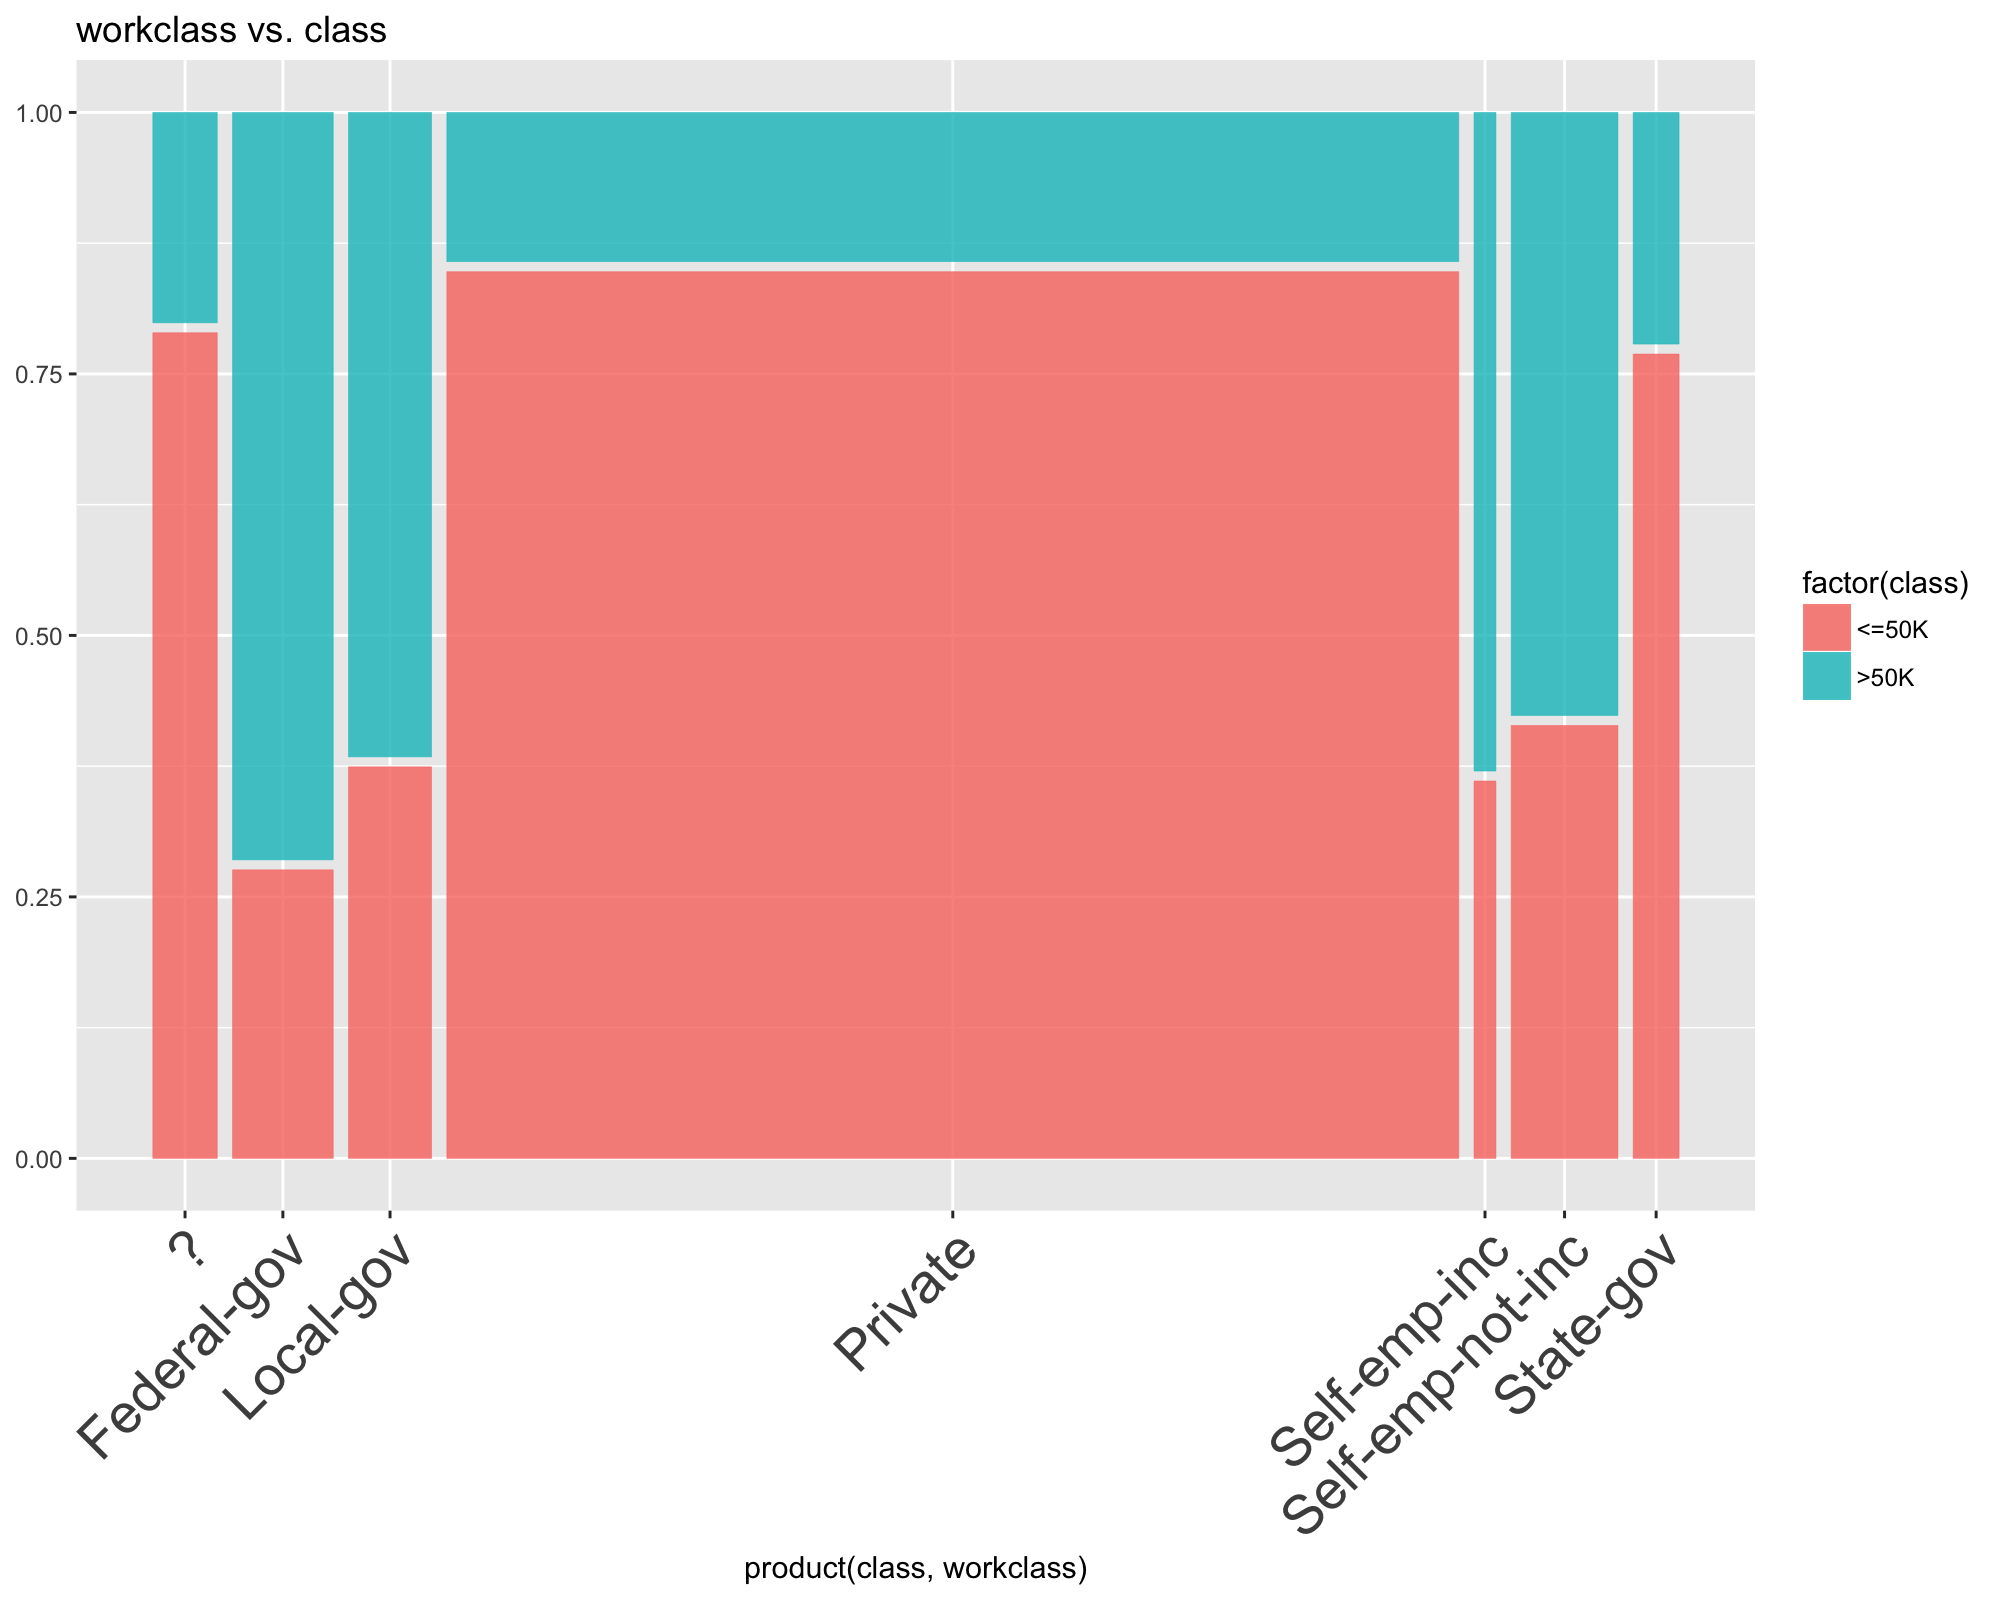 workclass vs. class
1.00
0.75
0.50
0.25
0.00
factor(class)
<=50K
>50K
?
Federal-gov
Local-gov
Private
Self-emp-inc
Self-emp-not-inc
State-gov
product(class, workclass)